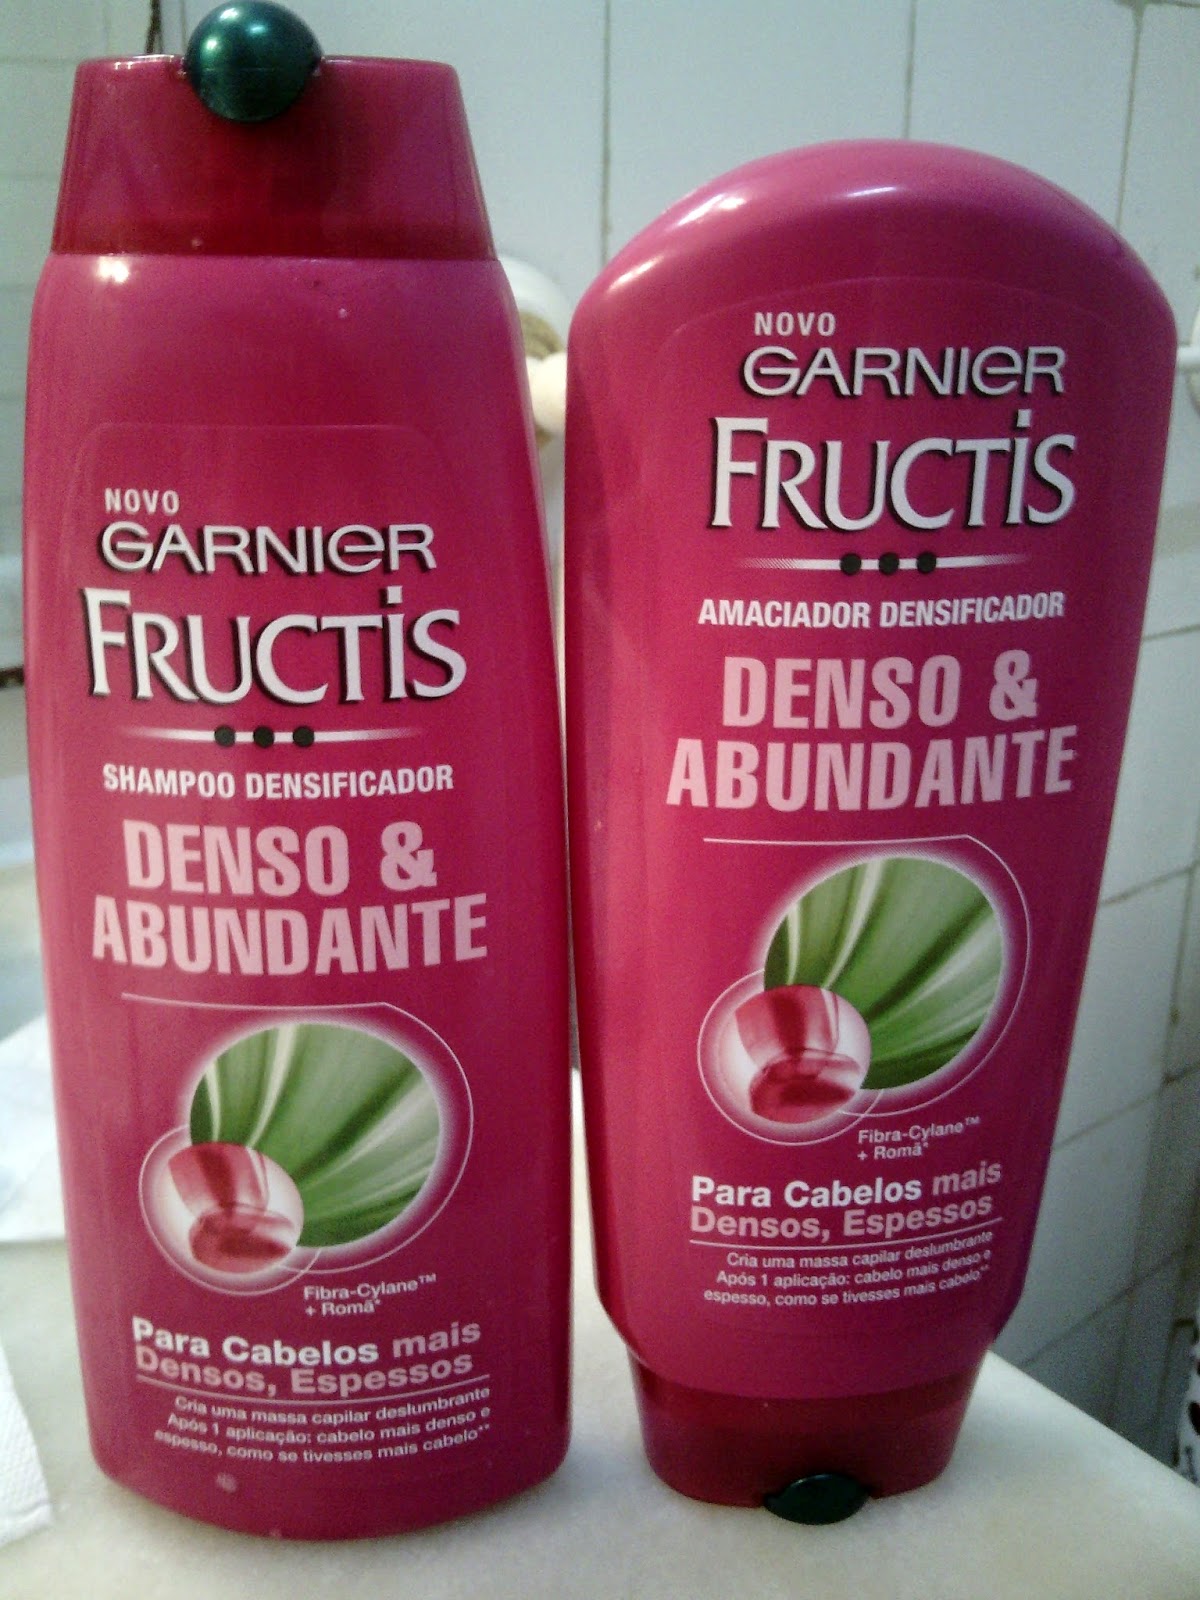 NOVO
GARNIER
FRUCTIS
SHAMPOO DENSIFICADOR
DENSO &
ABUNDANTE
Fibra-Cylane™
+ Romã*
Para Cabelos mais
Densos, Espessos
Cria uma massa capilar deslumbrante
Após 1 aplicação: cabelo mais denso e
espesso, como se tivesses mais cabelo**
NOVO
GARNIER
FRUCTIS
AMACIADOR DENSIFICADOR
DENSO &
ABUNDANTE
Fibra-Cylane™
+ Romã*
Para Cabelos mais
Densos, Espessos
Cria uma massa capilar deslumbrante
Após 1 aplicação: cabelo mais denso e
espesso, como se tivesses mais cabelo**